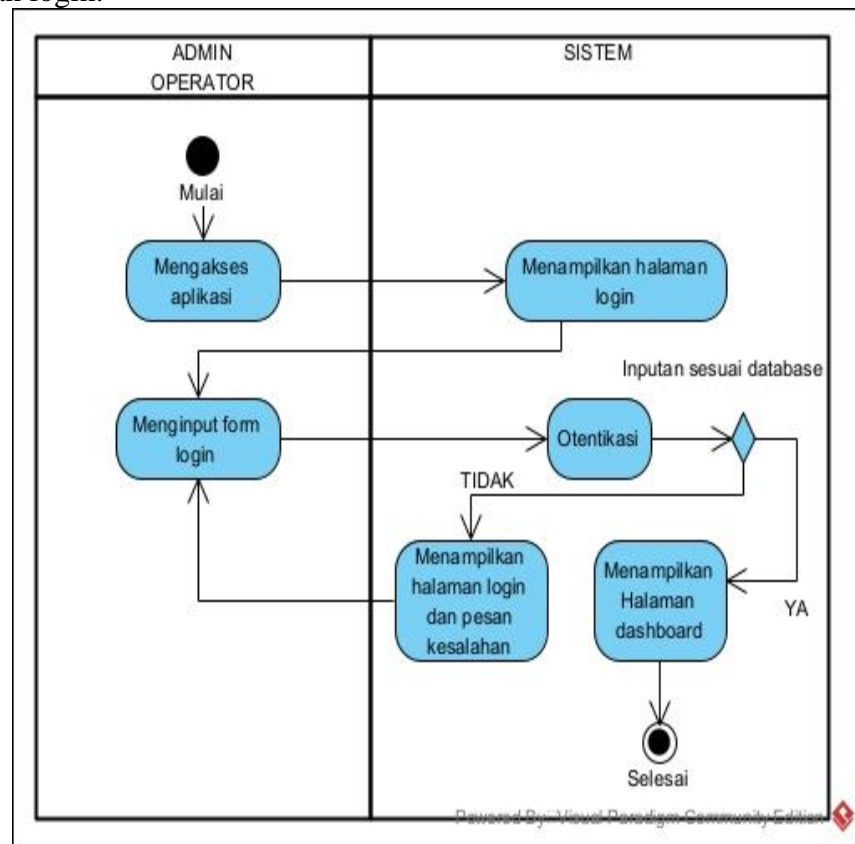 login.
ADMIN
OPERATOR
SISTEM
Mulai
Mengakses
aplikasi
Menampilkan halaman
login
Inputan sesuai database
Menginput form
login
Otentikasi
TIDAK
Menampilkan
halaman login
dan pesan
kesalahan
Menampilkan
Halaman
dashboard
YA
Selesai
Powered By: Visual Paradigm Community Edition